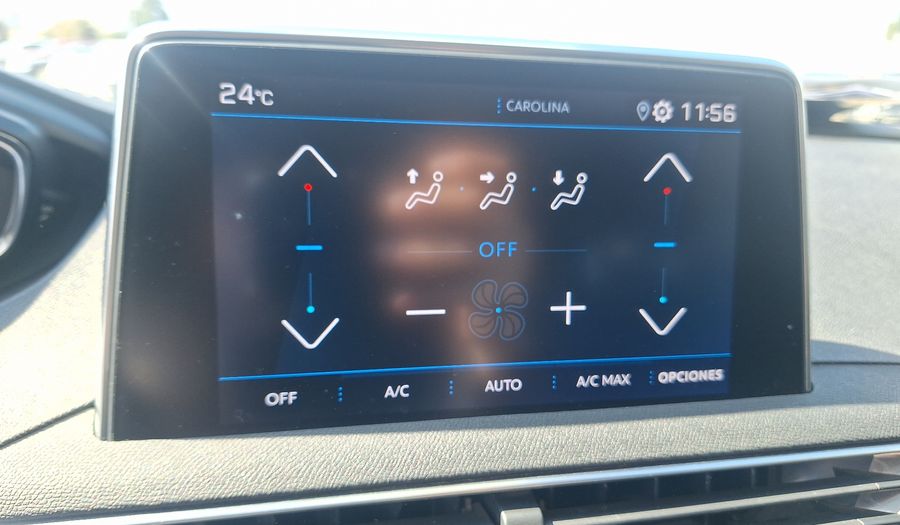 24°C CAROLINA 11:56
OFF
OFF A/C AUTO A/C MAX OPCIONES